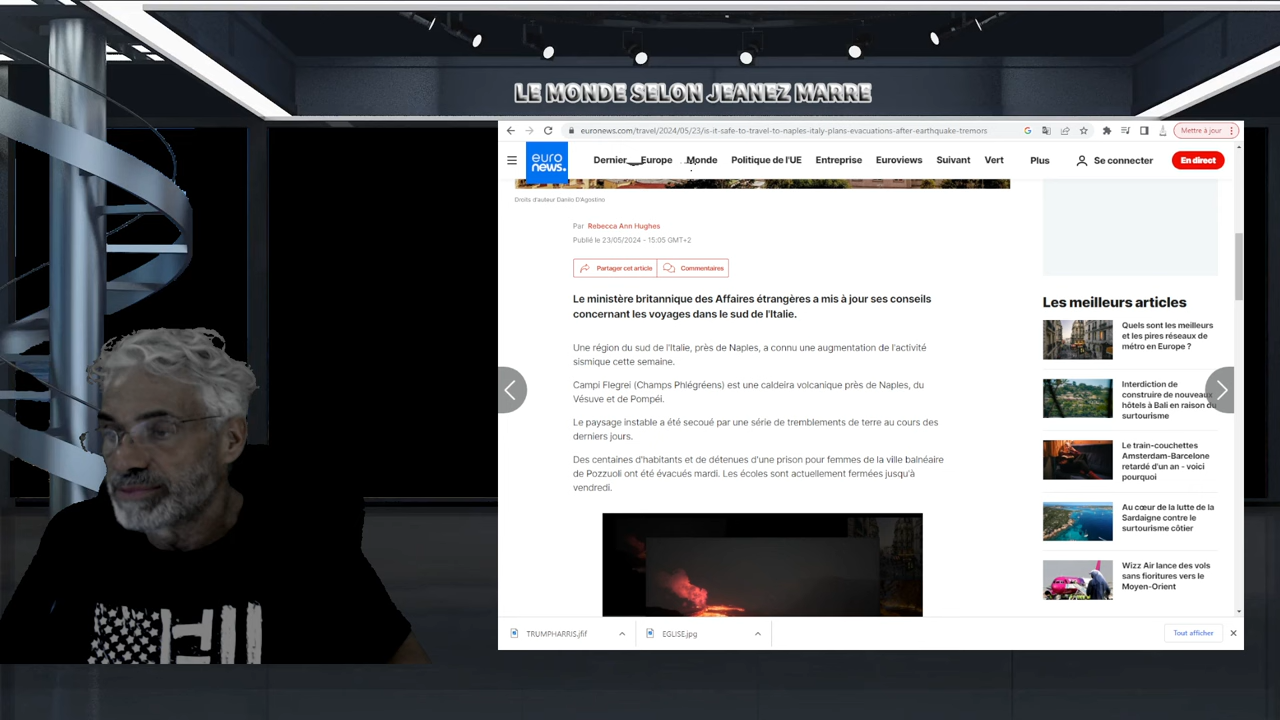 LE MONDE SELON JEANEZ MARRE
euronews.com/travel/2024/05/23/is-it-safe-to-travel-to-naples-italy-plans-evacuations-after-earthquake-tremors
Mettre à jour
euro
news.
Dernier
Europe
Monde
Politique de l'UE
Entreprise
Euroviews
Suivant
Vert
Plus
Se connecter
En direct
Droits d'auteur Danilo D'Agostino
Par Rebecca Ann Hughes
Publié le 23/05/2024 - 15:05 GMT+2
Partager cet article
Commentaires
Le ministère britannique des Affaires étrangères a mis à jour ses conseils
concernant les voyages dans le sud de l'Italie.
Une région du sud de l'Italie, près de Naples, a connu une augmentation de l'activité
sismique cette semaine.
Campi Flegrei (Champs Phlégréens) est une caldeira volcanique près de Naples, du
Vésuve et de Pompéi.
Le paysage instable a été secoué par une série de tremblements de terre au cours des
derniers jours.
Des centaines d'habitants et de détenues d'une prison pour femmes de la ville balnéaire
de Pozzuoli ont été évacués mardi. Les écoles sont actuellement fermées jusqu'à
vendredi.
Les meilleurs articles
Quels sont les meilleurs
et les pires réseaux de
métro en Europe ?
Interdiction de
construire de nouveaux
hôtels à Bali en raison du
surtourisme
Le train-couchettes
Amsterdam-Barcelone
retardé d'un an - voici
pourquoi
Au cœur de la lutte de la
Sardaigne contre le
surtourisme côtier
Wizz Air lance des vols
sans fioritures vers le
Moyen-Orient
TRUMPHARRIS.jfif
EGLISE.jpg
Tout afficher